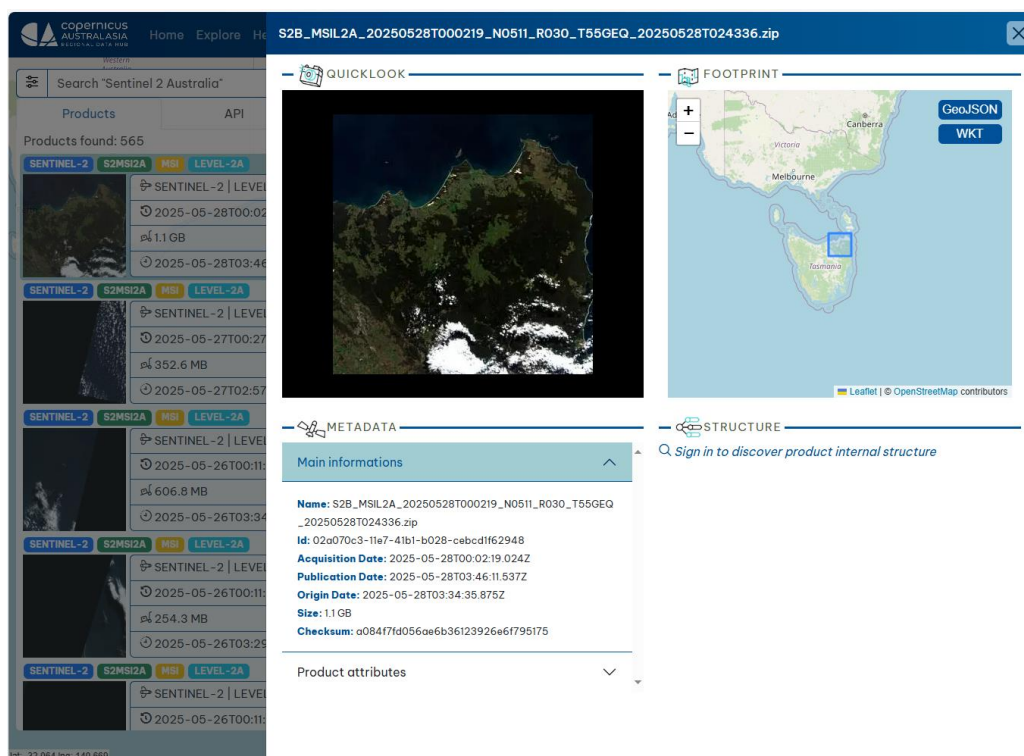 copernicus
AUSTRALASIA
REGIONAL DATA HUB
Home Explore He
Western
Search "Sentinel 2 Australia"
Products API
Products found: 565
SENTINEL-2 S2MSI2A MSI LEVEL-2A
SENTINEL-2 | LEVEL
2025-05-28T00:02
1.1 GB
2025-05-28T03:46
SENTINEL-2 S2MSI2A MSI LEVEL-2A
SENTINEL-2 | LEVEL
2025-05-27T00:27
352.6 MB
2025-05-27T02:57
SENTINEL-2 S2MSI2A MSI LEVEL-2A
SENTINEL-2 | LEVEL
2025-05-26T00:11:
606.8 MB
2025-05-26T03:34
SENTINEL-2 S2MSI2A MSI LEVEL-2A
SENTINEL-2 | LEVEL
2025-05-26T00:11:
254.3 MB
2025-05-26T03:29
SENTINEL-2 S2MSI2A MSI LEVEL-2A
SENTINEL-2 | LEVEL
2025-05-26T00:11:
S2B_MSIL2A_20250528T000219_N0511_R030_T55GEQ_20250528T024336.zip
QUICKLOOK
FOOTPRINT
+
−
GeoJSON
WKT
Ad
Canberra
Victoria
Melbourne
Tasmania
Leaflet | © OpenStreetMap contributors
METADATA
Main informations
Name: S2B_MSIL2A_20250528T000219_N0511_R030_T55GEQ
_20250528T024336.zip
Id: 02a070c3-11e7-41b1-b028-cebcd1f62948
Acquisition Date: 2025-05-28T00:02:19.024Z
Publication Date: 2025-05-28T03:46:11.537Z
Origin Date: 2025-05-28T03:34:35.875Z
Size: 1.1 GB
Checksum: a084f7fd056ae6b36123926e6f795175
Product attributes
STRUCTURE
Sign in to discover product internal structure